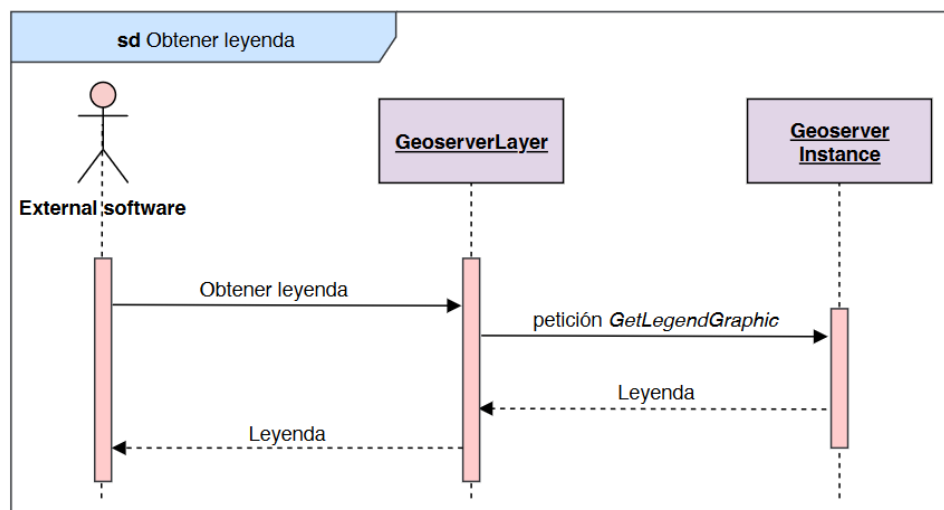 sd Obtener leyenda
GeoserverLayer
Geoserver
Instance
External software
Obtener leyenda
petición GetLegendGraphic
Leyenda
Leyenda